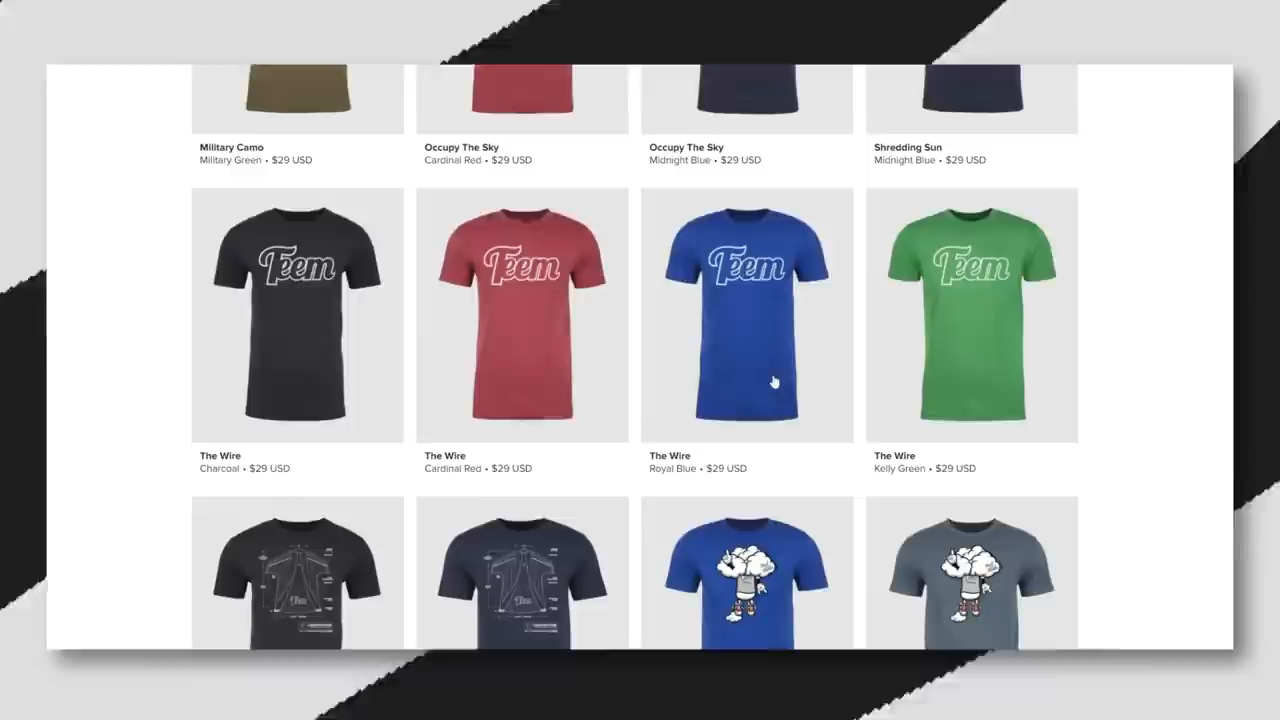 Military Camo
Military Green • $29 USD
Occupy The Sky
Cardinal Red • $29 USD
Occupy The Sky
Midnight Blue • $29 USD
Shredding Sun
Midnight Blue • $29 USD
Teem
Teem
Teem
Teem
The Wire
Charcoal • $29 USD
The Wire
Cardinal Red • $29 USD
The Wire
Royal Blue • $29 USD
The Wire
Kelly Green • $29 USD
Teem
Teem